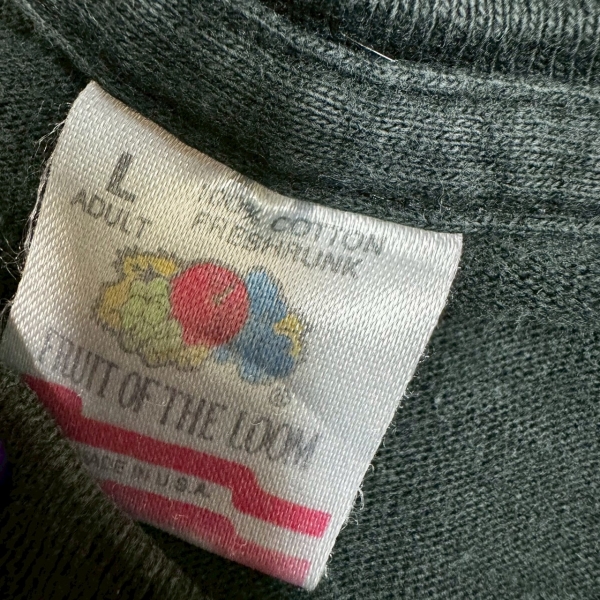 L
ADULT
100% COTTON
PRESHRUNK
FRUIT OF THE LOOM
®
MADE IN U.S.A.